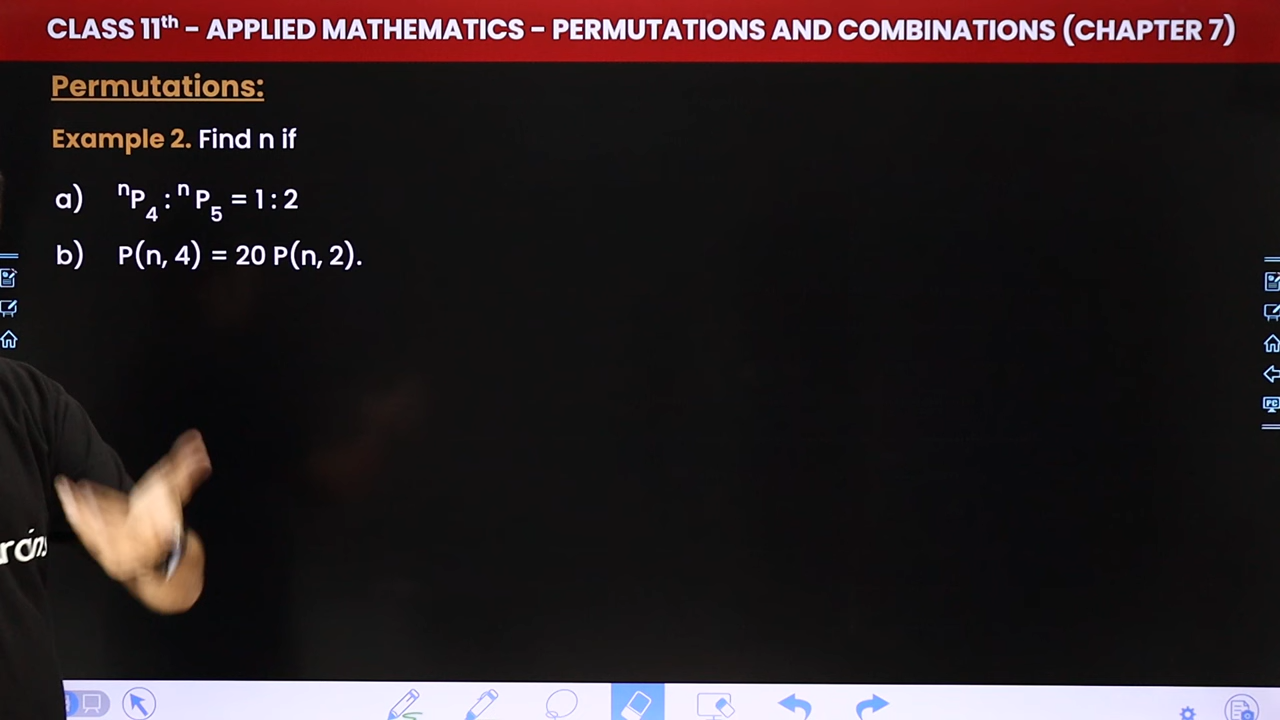 CLASS 11th – APPLIED MATHEMATICS – PERMUTATIONS AND COMBINATIONS (CHAPTER 7)
Permutations:
Example 2. Find n if
a) ⁿP₄ : ⁿP₅ = 1 : 2
b) P(n, 4) = 20 P(n, 2).
PC